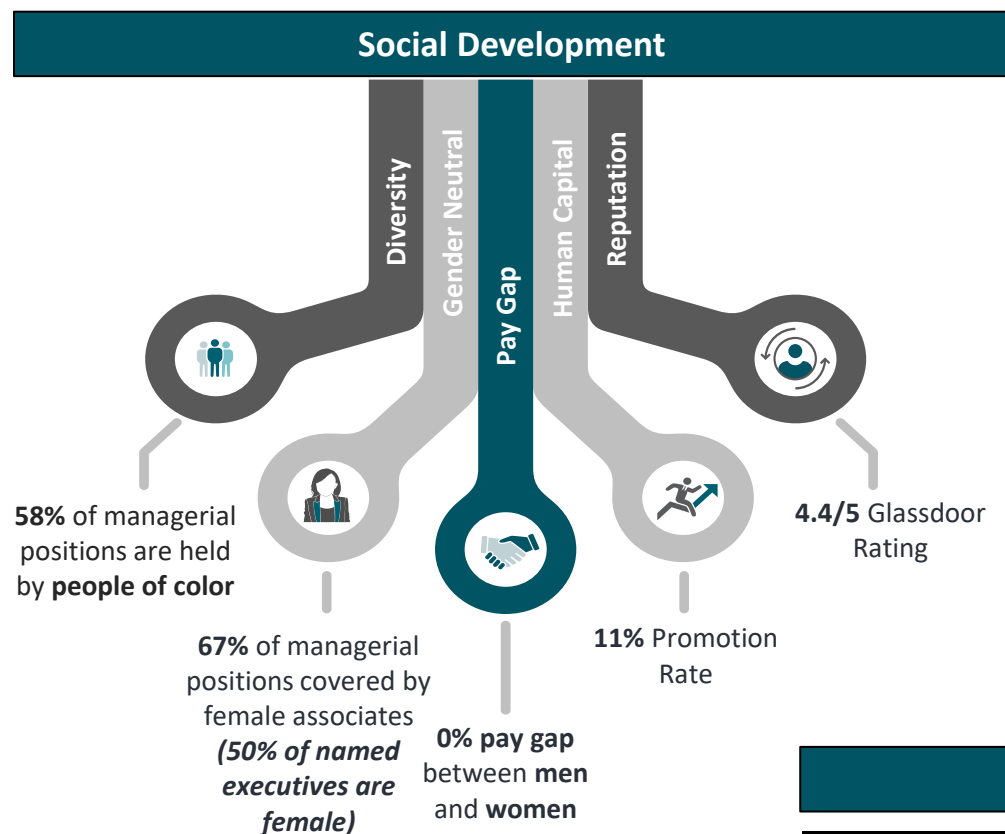 Social Development
Diversity
Gender Neutral
Pay Gap
Human Capital
Reputation
58% of managerial
positions are held
by people of color
67% of managerial
positions covered by
female associates
(50% of named
executives are
female)
0% pay gap
between men
and women
11% Promotion
Rate
4.4/5 Glassdoor
Rating